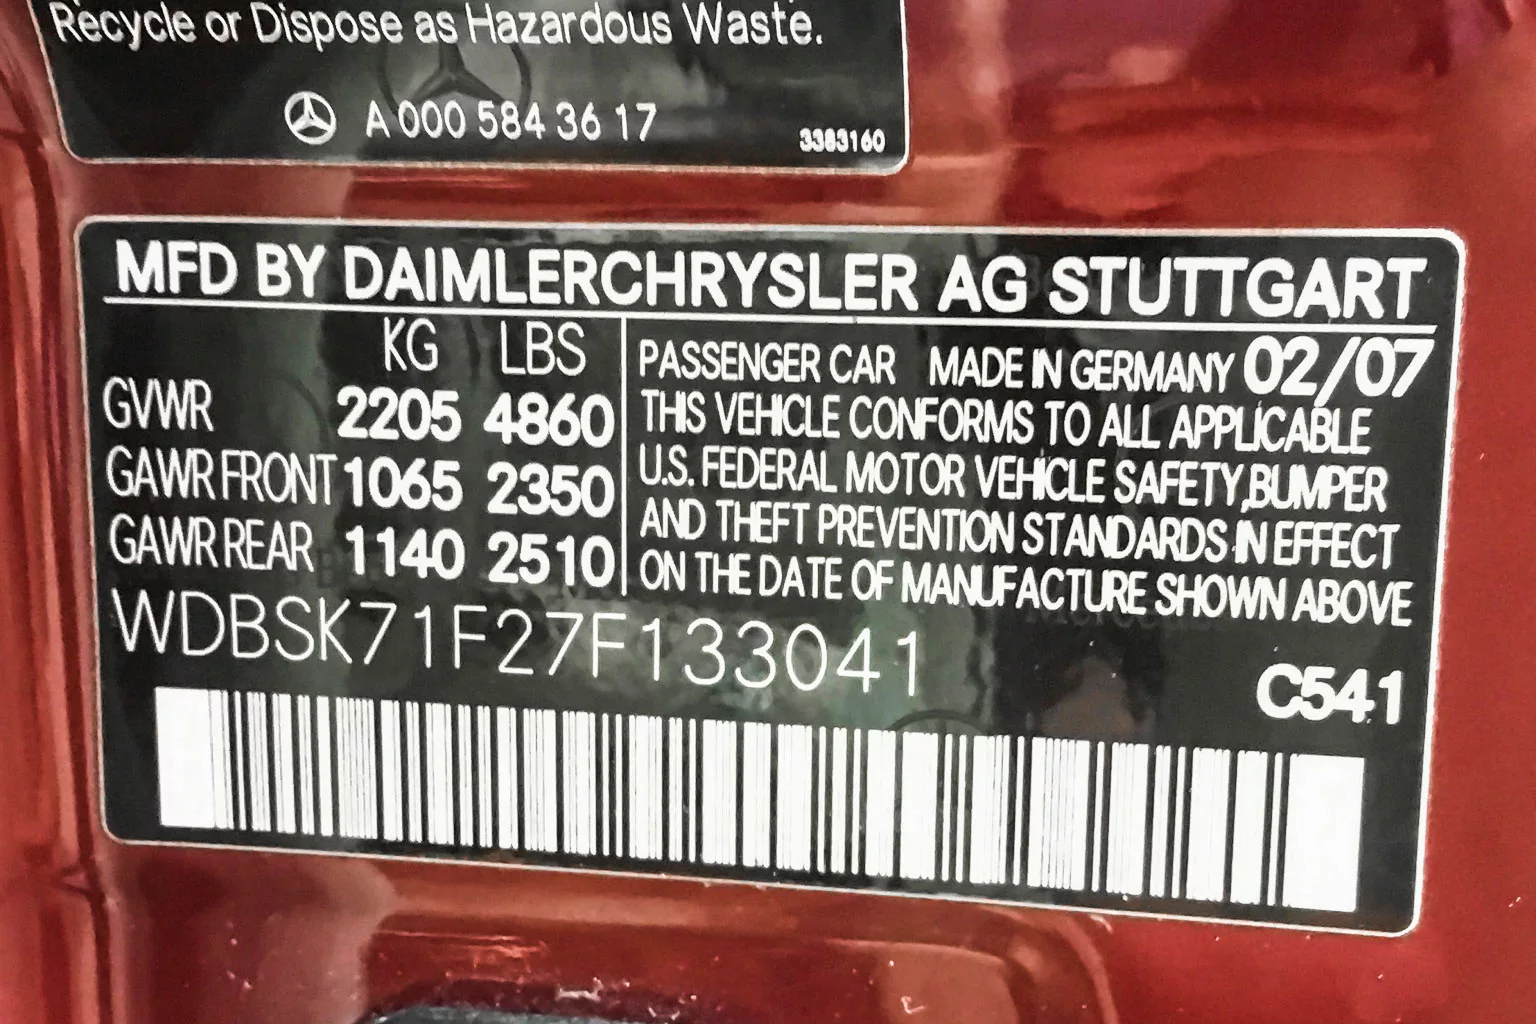 Recycle or Dispose as Hazardous Waste.
A 000 584 36 17
3383160
MFD BY DAIMLERCHRYSLER AG STUTTGART
KG LBS
GVWR 2205 4860
GAWR FRONT 1065 2350
GAWR REAR 1140 2510
PASSENGER CAR MADE IN GERMANY 02/07
THIS VEHICLE CONFORMS TO ALL APPLICABLE
U.S. FEDERAL MOTOR VEHICLE SAFETY,BUMPER
AND THEFT PREVENTION STANDARDS IN EFFECT
ON THE DATE OF MANUFACTURE SHOWN ABOVE
WDBSK71F27F133041
C541